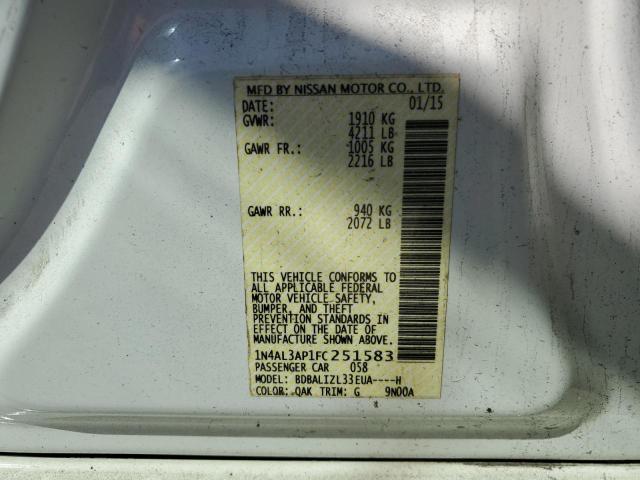 MFD BY NISSAN MOTOR CO., LTD.
DATE: 01/15
GVWR: 1910 KG
4211 LB
GAWR FR.: 1005 KG
2216 LB
GAWR RR.: 940 KG
2072 LB
THIS VEHICLE CONFORMS TO
ALL APPLICABLE FEDERAL
MOTOR VEHICLE SAFETY,
BUMPER, AND THEFT
PREVENTION STANDARDS IN
EFFECT ON THE DATE OF
MANUFACTURE SHOWN ABOVE.
1N4AL3AP1FC251583
PASSENGER CAR 058
MODEL: BDBALIZL33EUA----H
COLOR: QAK TRIM: G 9N00A